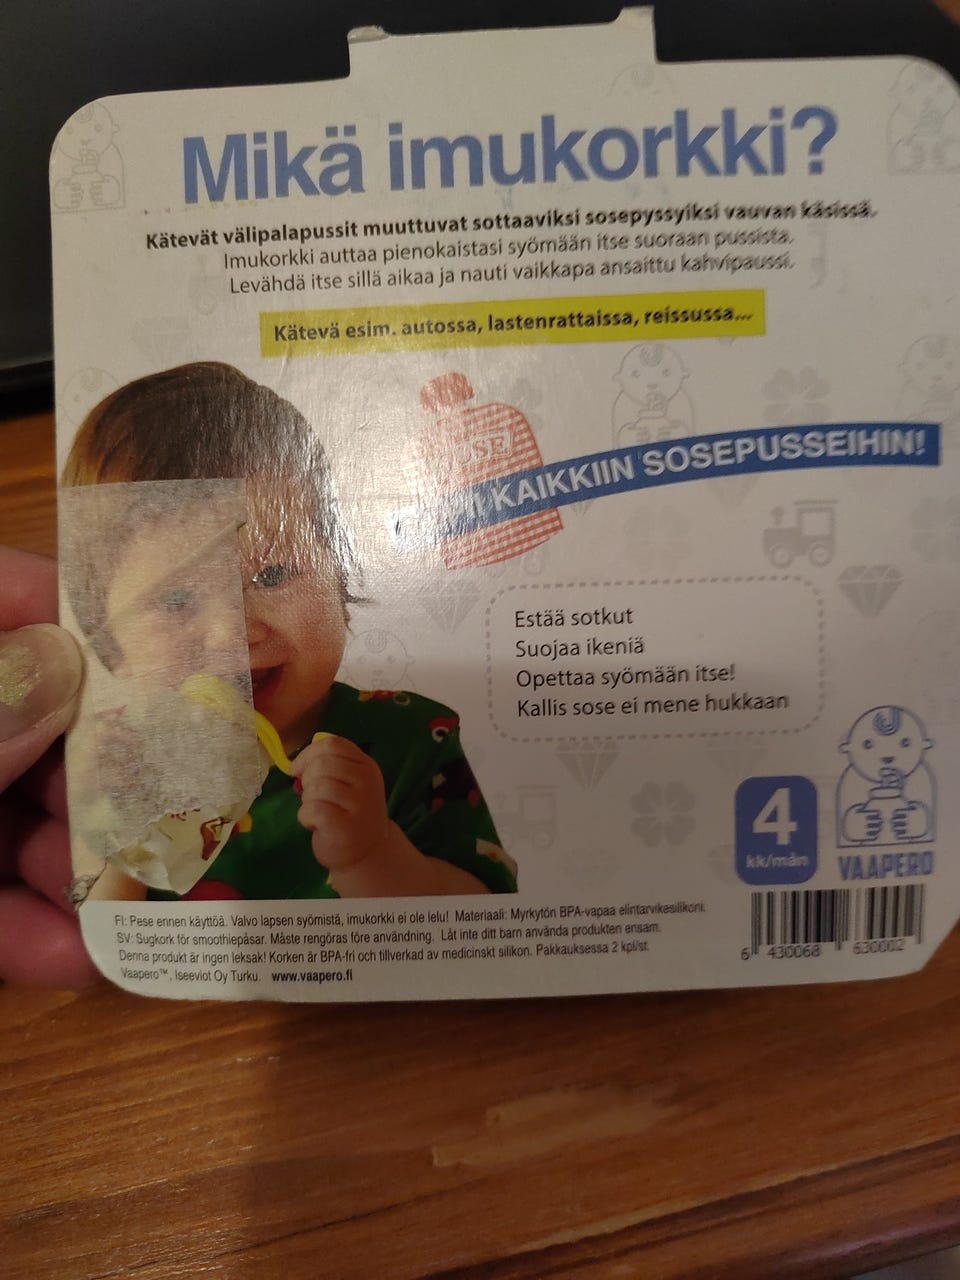 Mikä imukorkki?
Kätevät välipalapussit muuttuvat sottaaviksi sosepyssyiksi vauvan käsissä.
Imukorkki auttaa pienokaistasi syömään itse suoraan pussista.
Levähdä itse sillä aikaa ja nauti vaikkapa ansaittu kahvipaussi.
Kätevä esim. autossa, lastenrattaissa, reissussa...
KAIKKIIN SOSEPUSSEIHIN!
Estää sotkut
Suojaa ikeniä
Opettaa syömään itse!
Kallis sose ei mene hukkaan
4
kk/mån
VAAPERO
FI: Pese ennen käyttöä. Valvo lapsen syömistä, imukorkki ei ole lelu! Materiaali: Myrkytön BPA-vapaa elintarvikesilikoni.
SV: Sugkork för smoothiepåsar. Måste rengöras före användning. Låt inte ditt barn använda produkten ensam.
Denna produkt är ingen leksak! Korken är BPA-fri och tillverkad av medicinskt silikon. Pakkauksessa 2 kpl/st.
Vaapero™, Iseeviot Oy Turku. www.vaapero.fi
6 430068 630002